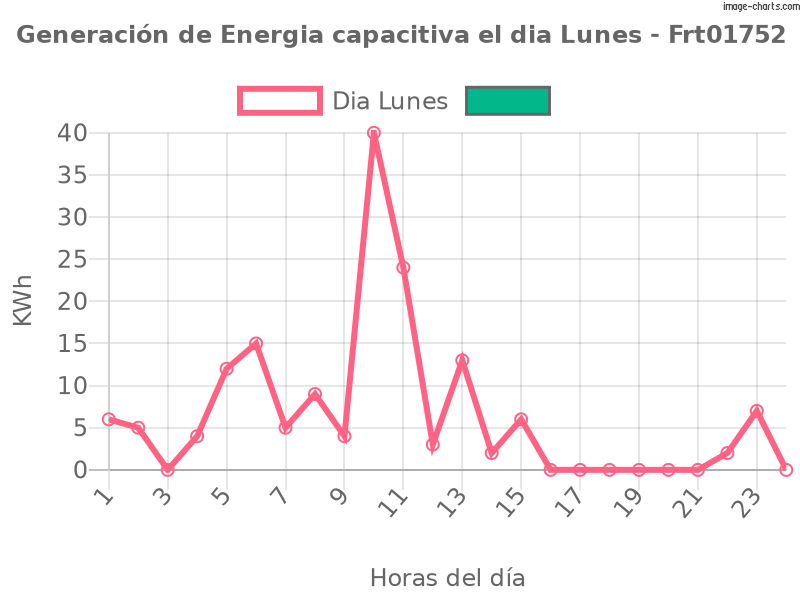 image-charts.com
Generación de Energia capacitiva el dia Lunes - Frt01752
Dia Lunes
40
35
30
25
20
15
10
5
0
KWh
1 3 5 7 9 11 13 15 17 19 21 23
Horas del día